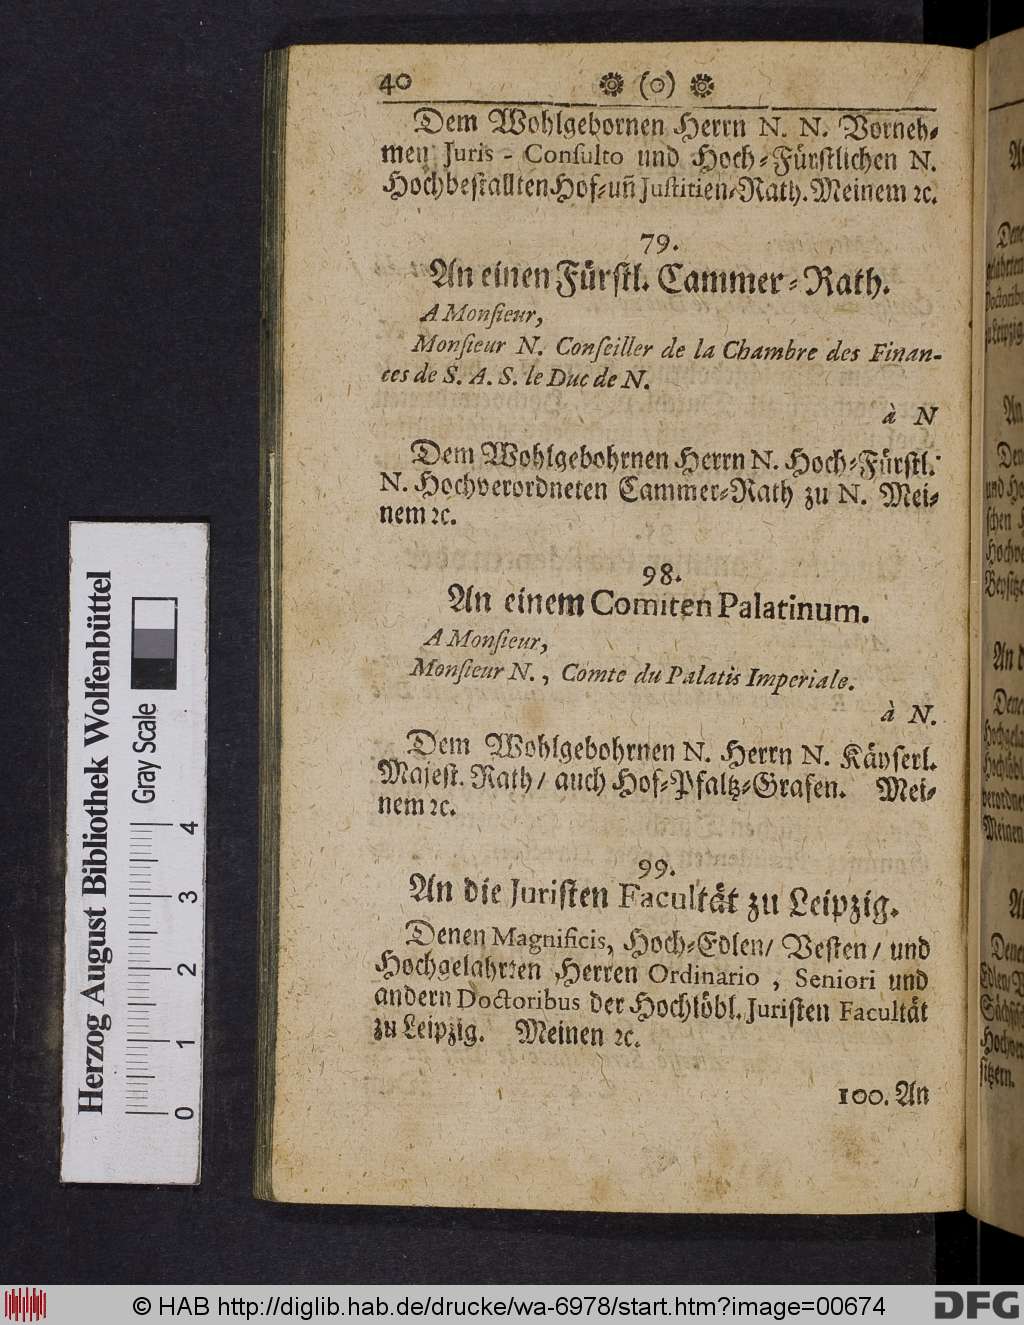 40 ❁ (o) ❁
Dem Wohlgebornen Herrn N. N. Vorneh-
men Juris-Conſulto und Hoch-Fürſtlichen N.
Hochbeſtallten Hof-uñ Juſtitien-Rath. Meinem ꝛc.
79.
An einen Fürſtl. Cammer-Rath.
A Monſieur,
Monſieur N. Conſeiller de la Chambre des Finan-
ces de S. A. S. le Duc de N.
à N
Dem Wohlgebohrnen Herrn N. Hoch-Fürſtl.
N. Hochverordneten Cammer-Rath zu N. Mei-
nem ꝛc.
98.
An einem Comiten Palatinum.
A Monſieur,
Monſieur N., Comte du Palatis Imperiale.
à N.
Dem Wohlgebohrnen N. Herrn N. Käyſerl.
Majeſt. Rath/ auch Hof-Pfaltz-Grafen. Mei-
nem ꝛc.
99.
An die Juriſten Facultät zu Leipzig.
Denen Magnificis, Hoch-Edlen/ Veſten/ und
Hochgelahrten Herren Ordinario, Seniori und
andern Doctoribus der Hochlöbl. Juriſten Facultät
zu Leipzig. Meinen ꝛc.
100. An
Herzog August Bibliothek Wolfenbüttel
Gray Scale
0 1 2 3 4
© HAB http://diglib.hab.de/drucke/wa-6978/start.htm?image=00674
DFG